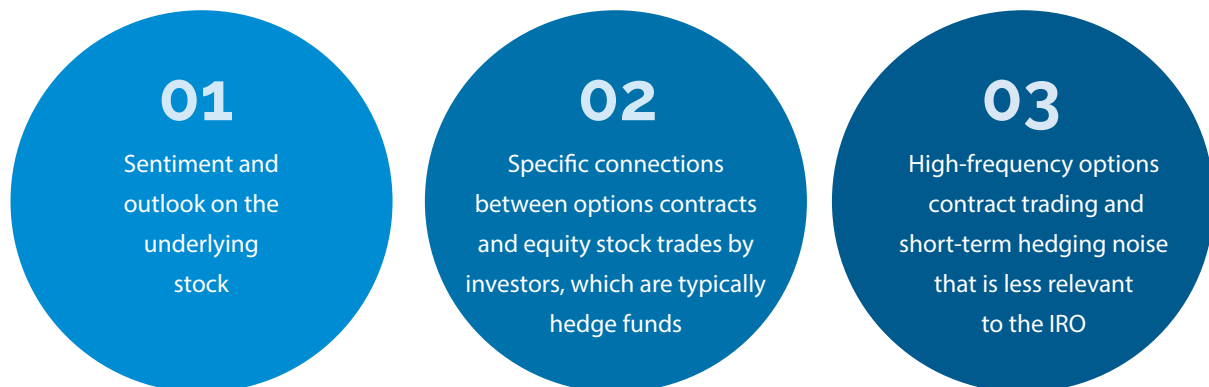 01
Sentiment and
outlook on the
underlying
stock
02
Specific connections
between options contracts
and equity stock trades by
investors, which are typically
hedge funds
03
High-frequency options
contract trading and
short-term hedging noise
that is less relevant
to the IRO